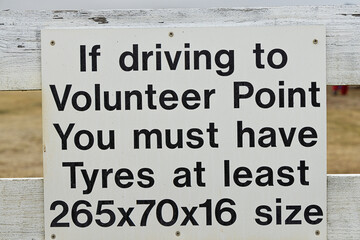 If driving to
Volunteer Point
You must have
Tyres at least
265x70x16 size